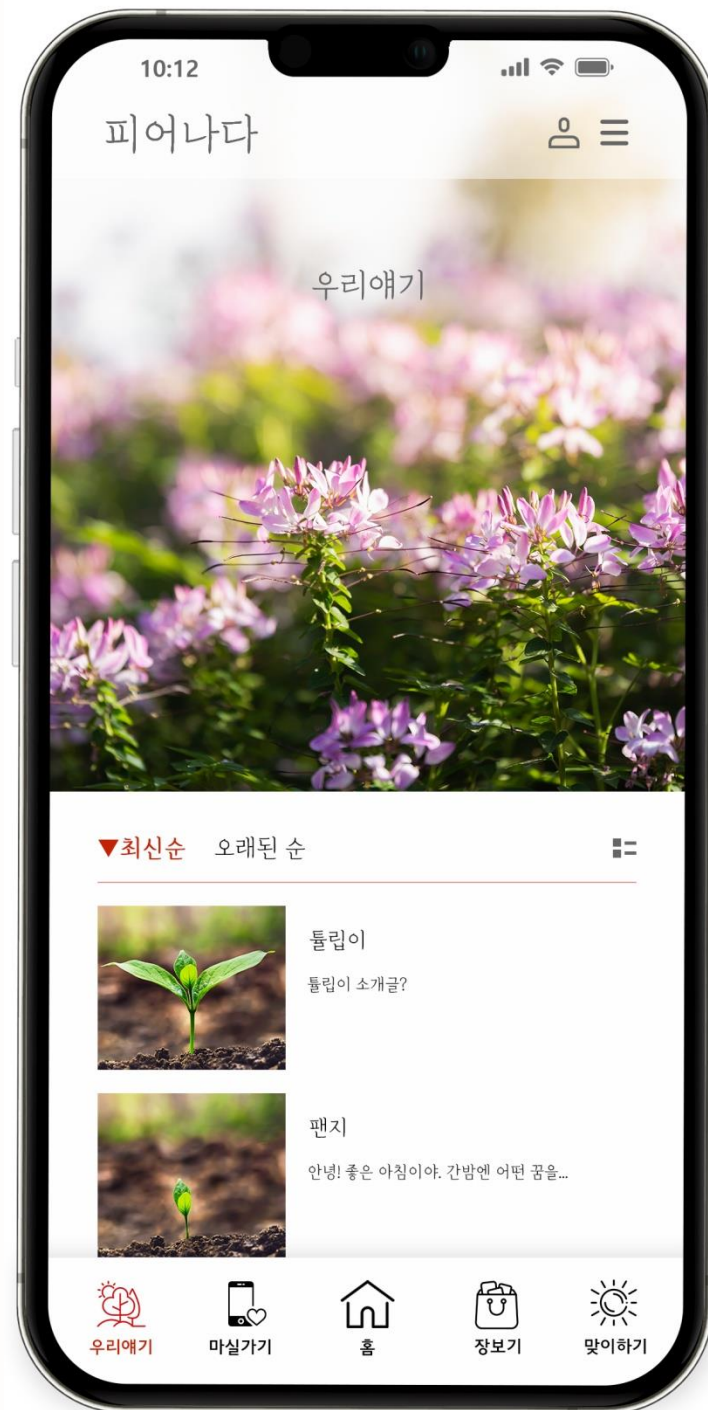 10:12
피어나다
우리얘기
▼최신순 오래된 순
튤립이
튤립이 소개글?
팬지
안녕! 좋은 아침이야. 간밤엔 어떤 꿈을...
우리얘기 마실가기 홈 장보기 맞이하기